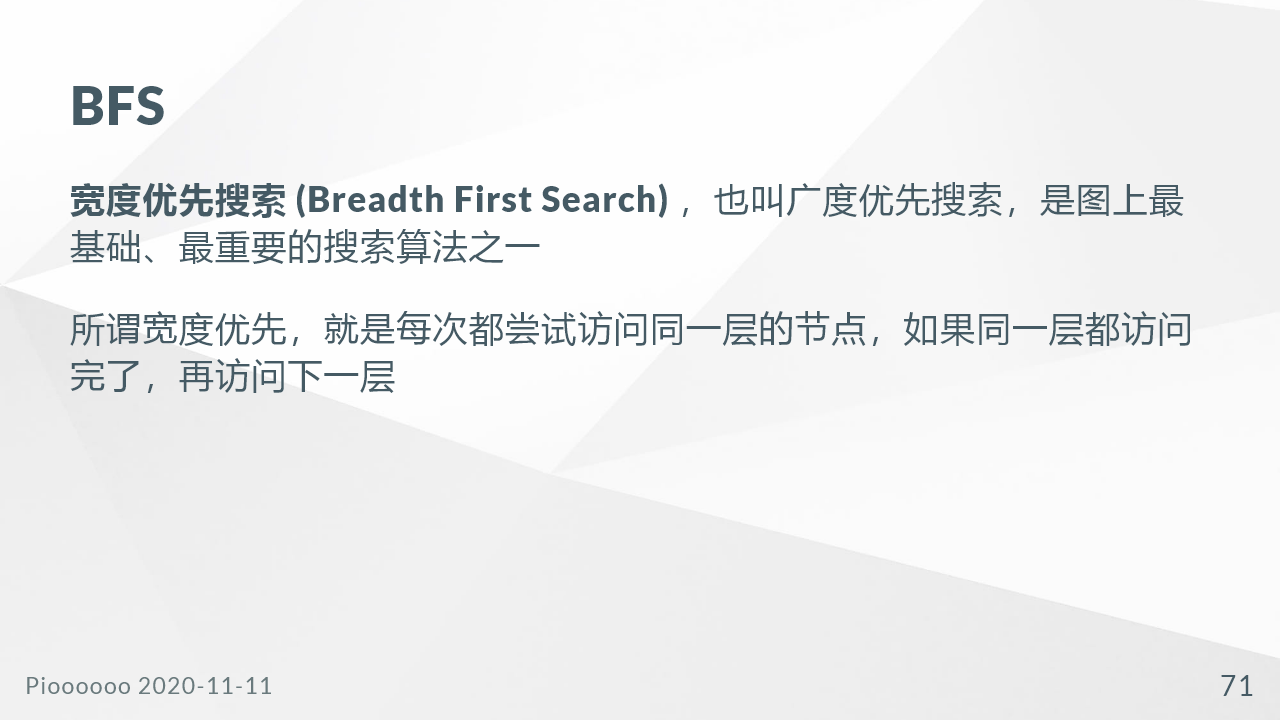 BFS
宽度优先搜索 (Breadth First Search) ，也叫广度优先搜索，是图上最
基础、最重要的搜索算法之一
所谓宽度优先，就是每次都尝试访问同一层的节点，如果同一层都访问
完了，再访问下一层
Pioooooo 2020-11-11
71